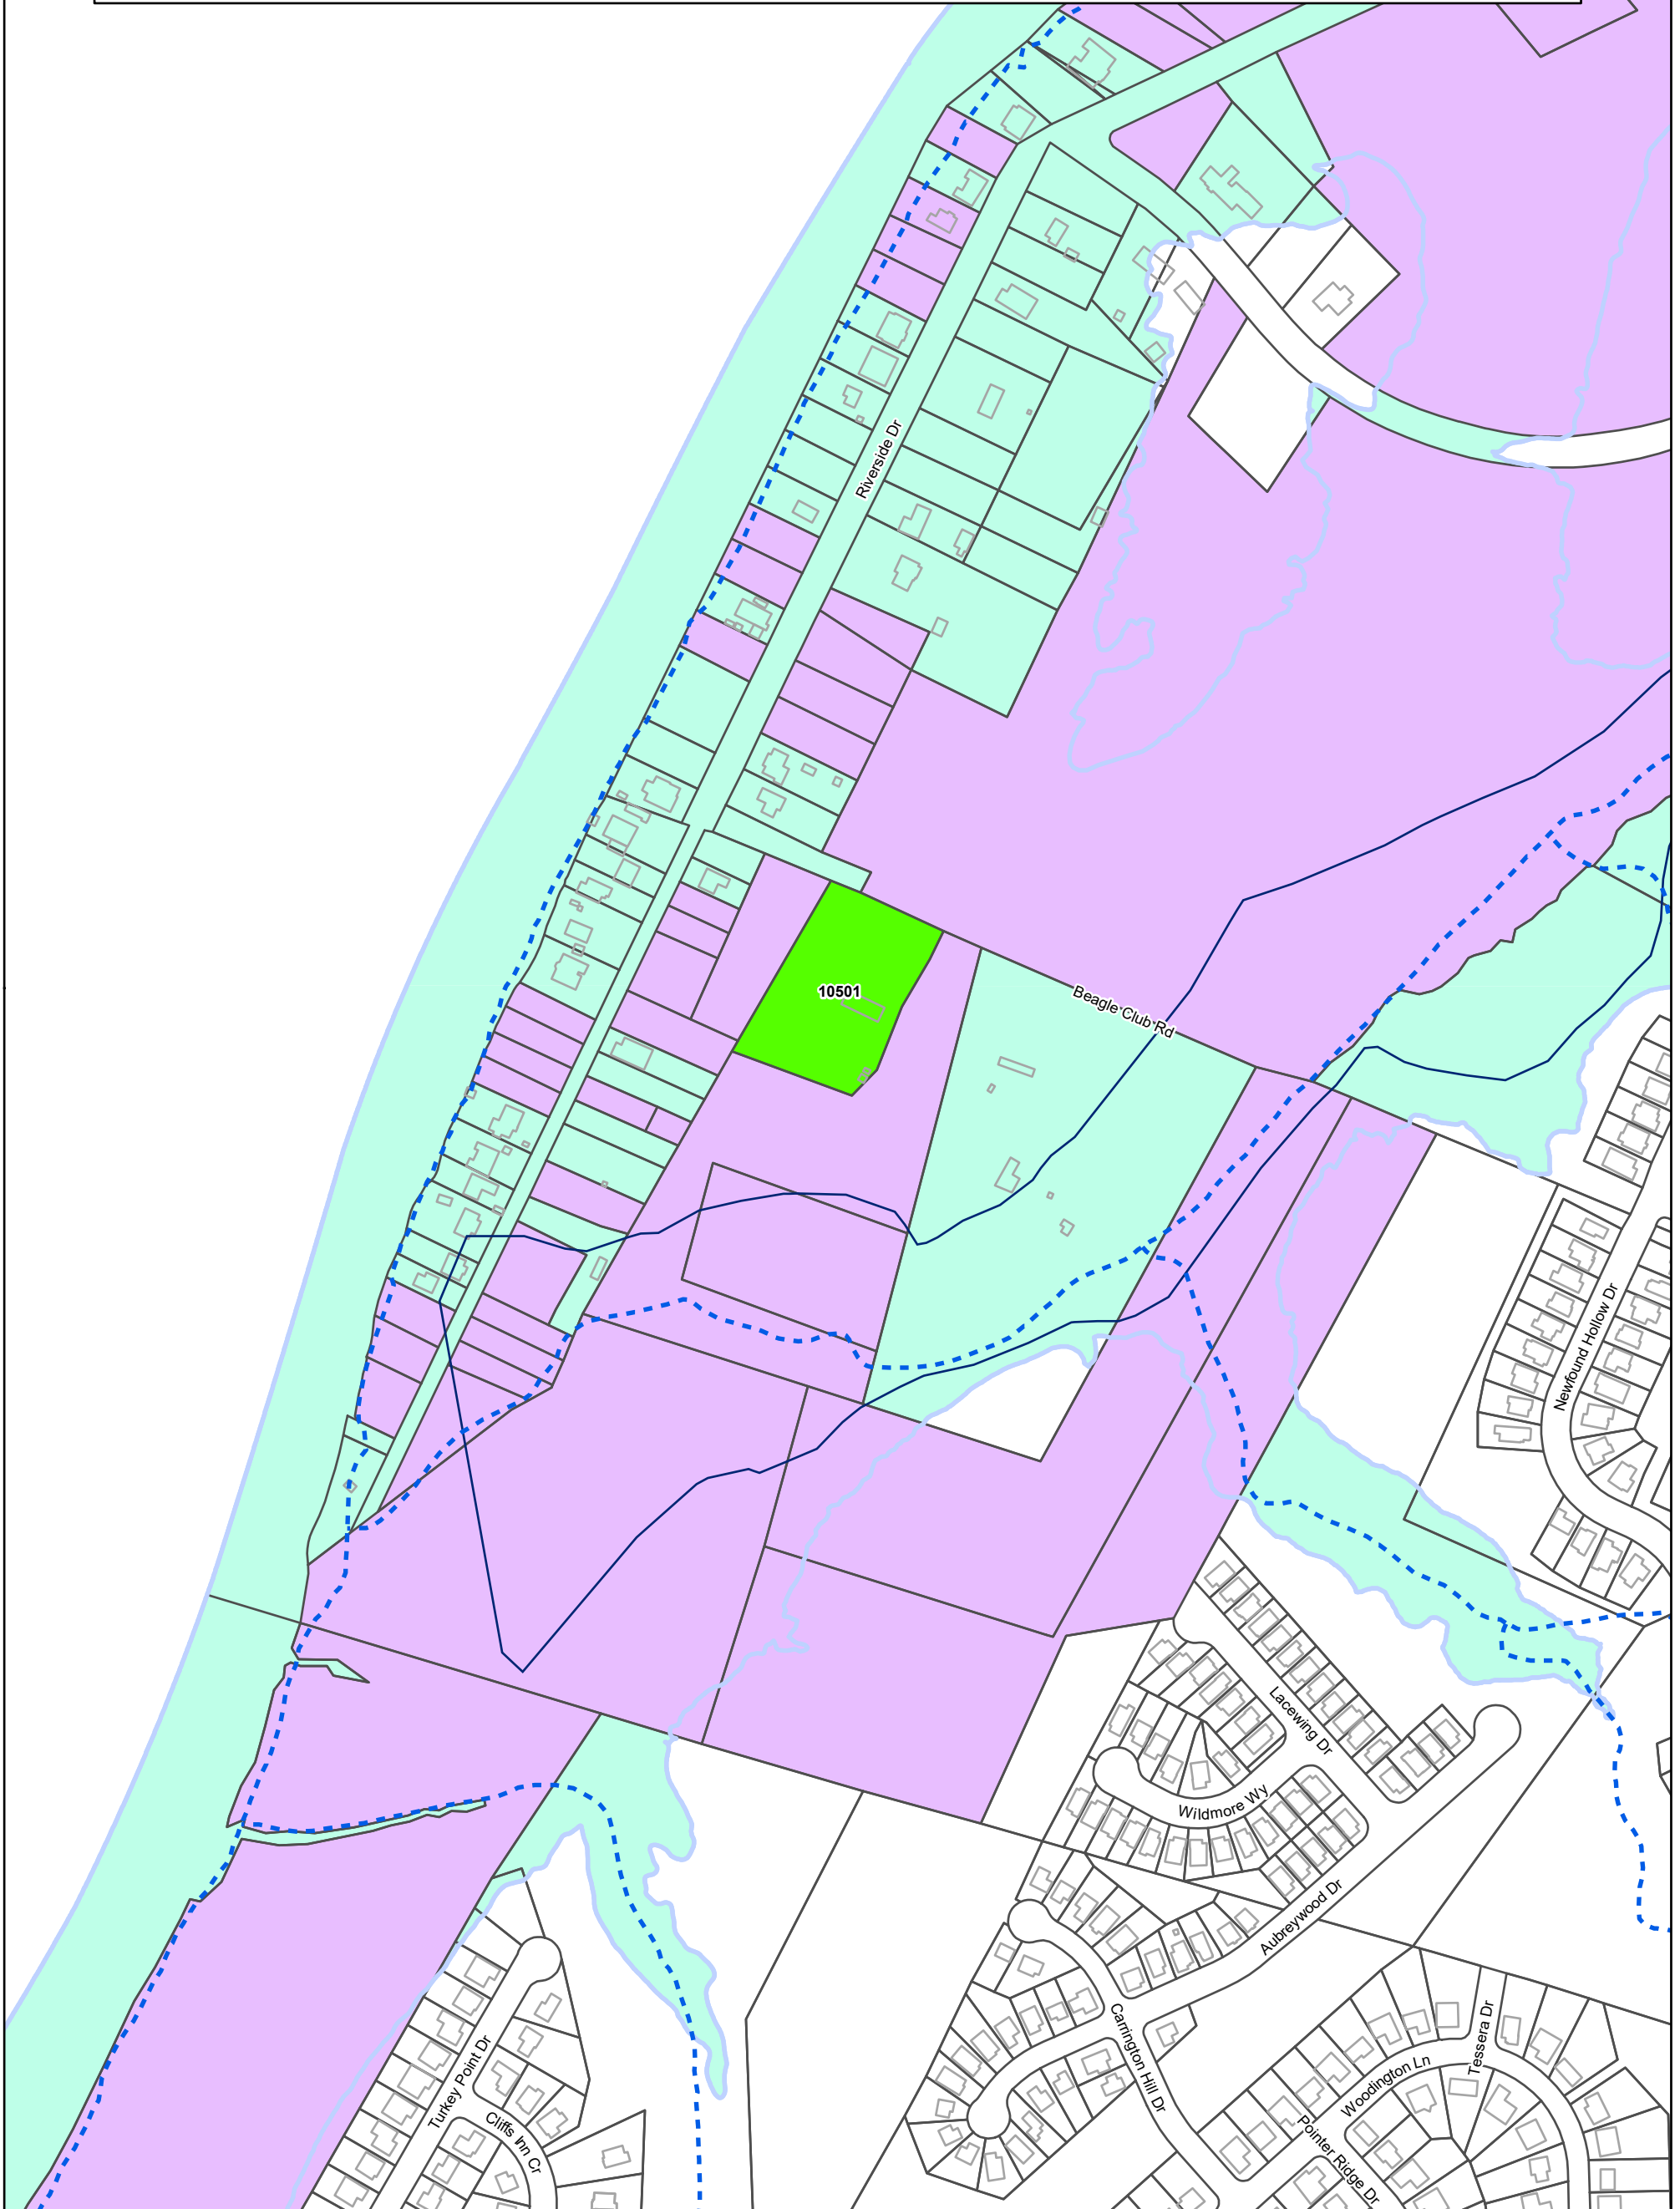 Riverside Dr
10501
Beagle Club Rd
Newfound Hollow Dr
Lacewing Dr
Wildmore Wy
Aubreywood Dr
Carrington Hill Dr
Tessera Dr
Woodington Ln
Pointer Ridge Dr
Turkey Point Dr
Cliffs Inn Cr